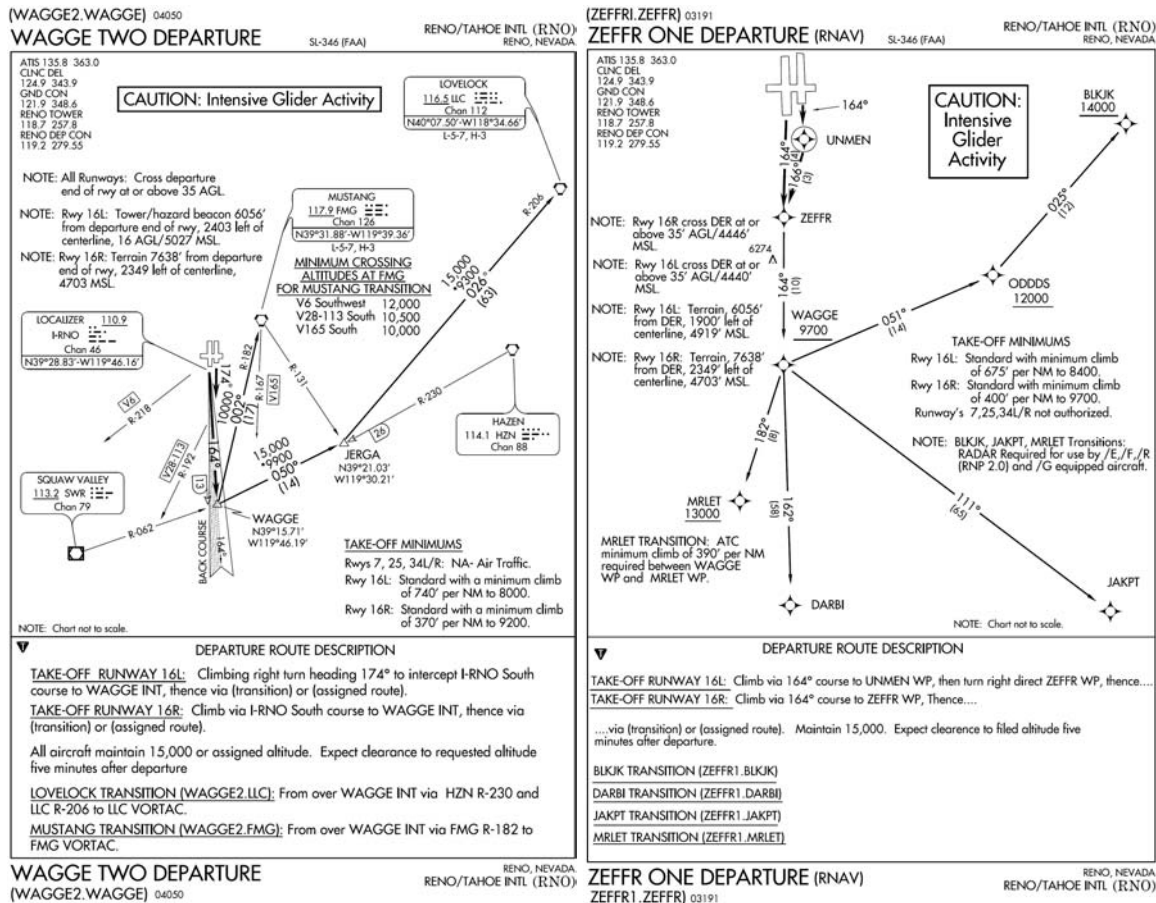 (WAGGE2.WAGGE) 04050
WAGGE TWO DEPARTURE
SL-346 (FAA)
RENO/TAHOE INTL (RNO)
RENO, NEVADA
ATIS 135.8 363.0
CLNC DEL
124.9 343.9
GND CON
121.9 348.6
RENO TOWER
118.7 257.8
RENO DEP CON
119.2 279.55
CAUTION: Intensive Glider Activity
LOVELOCK
116.5 LLC
Chan 112
N40°07.50'-W118°34.66'
L-5-7, H-3
NOTE: All Runways: Cross departure
end of rwy at or above 35 AGL.
NOTE: Rwy 16L: Tower/hazard beacon 6056'
from departure end of rwy, 2403 left of
centerline, 16 AGL/5027 MSL.
NOTE: Rwy 16R: Terrain 7638' from departure
end of rwy, 2349 left of centerline,
4703 MSL.
MUSTANG
117.9 FMG
Chan 126
N39°31.88'-W119°39.36'
L-5-7, H-3
MINIMUM CROSSING
ALTITUDES AT FMG
FOR MUSTANG TRANSITION
V6 Southwest 12,000
V28-113 South 10,500
V165 South 10,000
R-206
15,000
*9300
026°
(63)
LOCALIZER 110.9
I-RNO
Chan 46
N39°28.83'-W119°46.16'
174°
R-182
R-167
V165
R-131
R-230
V6
R-218
002°
(17)
164°
V28-113
R-192
HAZEN
114.1 HZN
Chan 88
26
JERGA
N39°21.03'
W119°30.21'
15,000
*9900
050°
(14)
SQUAW VALLEY
113.2 SWR
Chan 79
13
R-062
WAGGE
N39°15.71'
W119°46.19'
BACK COURSE
164°
TAKE-OFF MINIMUMS
Rwys 7, 25, 34L/R: NA- Air Traffic.
Rwy 16L: Standard with a minimum climb
of 740' per NM to 8000.
Rwy 16R: Standard with a minimum climb
of 370' per NM to 9200.
NOTE: Chart not to scale.
T
DEPARTURE ROUTE DESCRIPTION
TAKE-OFF RUNWAY 16L: Climbing right turn heading 174° to intercept I-RNO South
course to WAGGE INT, thence via (transition) or (assigned route).
TAKE-OFF RUNWAY 16R: Climb via I-RNO South course to WAGGE INT, thence via
(transition) or (assigned route).
All aircraft maintain 15,000 or assigned altitude. Expect clearance to requested altitude
five minutes after departure
LOVELOCK TRANSITION (WAGGE2.LLC): From over WAGGE INT via HZN R-230 and
LLC R-206 to LLC VORTAC.
MUSTANG TRANSITION (WAGGE2.FMG): From over WAGGE INT via FMG R-182 to
FMG VORTAC.
WAGGE TWO DEPARTURE
(WAGGE2.WAGGE) 04050
RENO, NEVADA
RENO/TAHOE INTL (RNO)
(ZEFFR1.ZEFFR) 03191
ZEFFR ONE DEPARTURE (RNAV)
SL-346 (FAA)
RENO/TAHOE INTL (RNO)
RENO, NEVADA
ATIS 135.8 363.0
CLNC DEL
124.9 343.9
GND CON
121.9 348.6
RENO TOWER
118.7 257.8
RENO DEP CON
119.2 279.55
164°
UNMEN
164°
(4)
166°
(3)
ZEFFR
CAUTION:
Intensive
Glider
Activity
BLKJK
14000
025°
(12)
NOTE: Rwy 16R cross DER at or
above 35' AGL/4446'
MSL.
6274
NOTE: Rwy 16L cross DER at or
above 35' AGL/4440'
MSL.
NOTE: Rwy 16L: Terrain, 6056'
from DER, 1900' left of
centerline, 4919' MSL.
NOTE: Rwy 16R: Terrain, 7638'
from DER, 2349' left of
centerline, 4703' MSL.
164°
(10)
WAGGE
9700
051°
(14)
ODDDS
12000
TAKE-OFF MINIMUMS
Rwy 16L: Standard with minimum climb
of 675' per NM to 8400.
Rwy 16R: Standard with minimum climb
of 400' per NM to 9700.
Runway's 7,25,34L/R not authorized.
NOTE: BLKJK, JAKPT, MRLET Transitions:
RADAR Required for use by /E,/F,/R
(RNP 2.0) and /G equipped aircraft.
182°
(8)
MRLET
13000
162°
(58)
111°
(65)
MRLET TRANSITION: ATC
minimum climb of 390' per NM
required between WAGGE
WP and MRLET WP.
DARBI
JAKPT
NOTE: Chart not to scale.
T
DEPARTURE ROUTE DESCRIPTION
TAKE-OFF RUNWAY 16L: Climb via 164° course to UNMEN WP, then turn right direct ZEFFR WP, thence....
TAKE-OFF RUNWAY 16R: Climb via 164° course to ZEFFR WP, Thence....
....via (transition) or (assigned route). Maintain 15,000. Expect clearence to filed altitude five
minutes after departure.
BLKJK TRANSITION (ZEFFR1.BLKJK)
DARBI TRANSITION (ZEFFR1.DARBI)
JAKPT TRANSITION (ZEFFR1.JAKPT)
MRLET TRANSITION (ZEFFR1.MRLET)
ZEFFR ONE DEPARTURE (RNAV)
ZEFFR1.ZEFFR) 03191
RENO, NEVADA
RENO/TAHOE INTL (RNO)